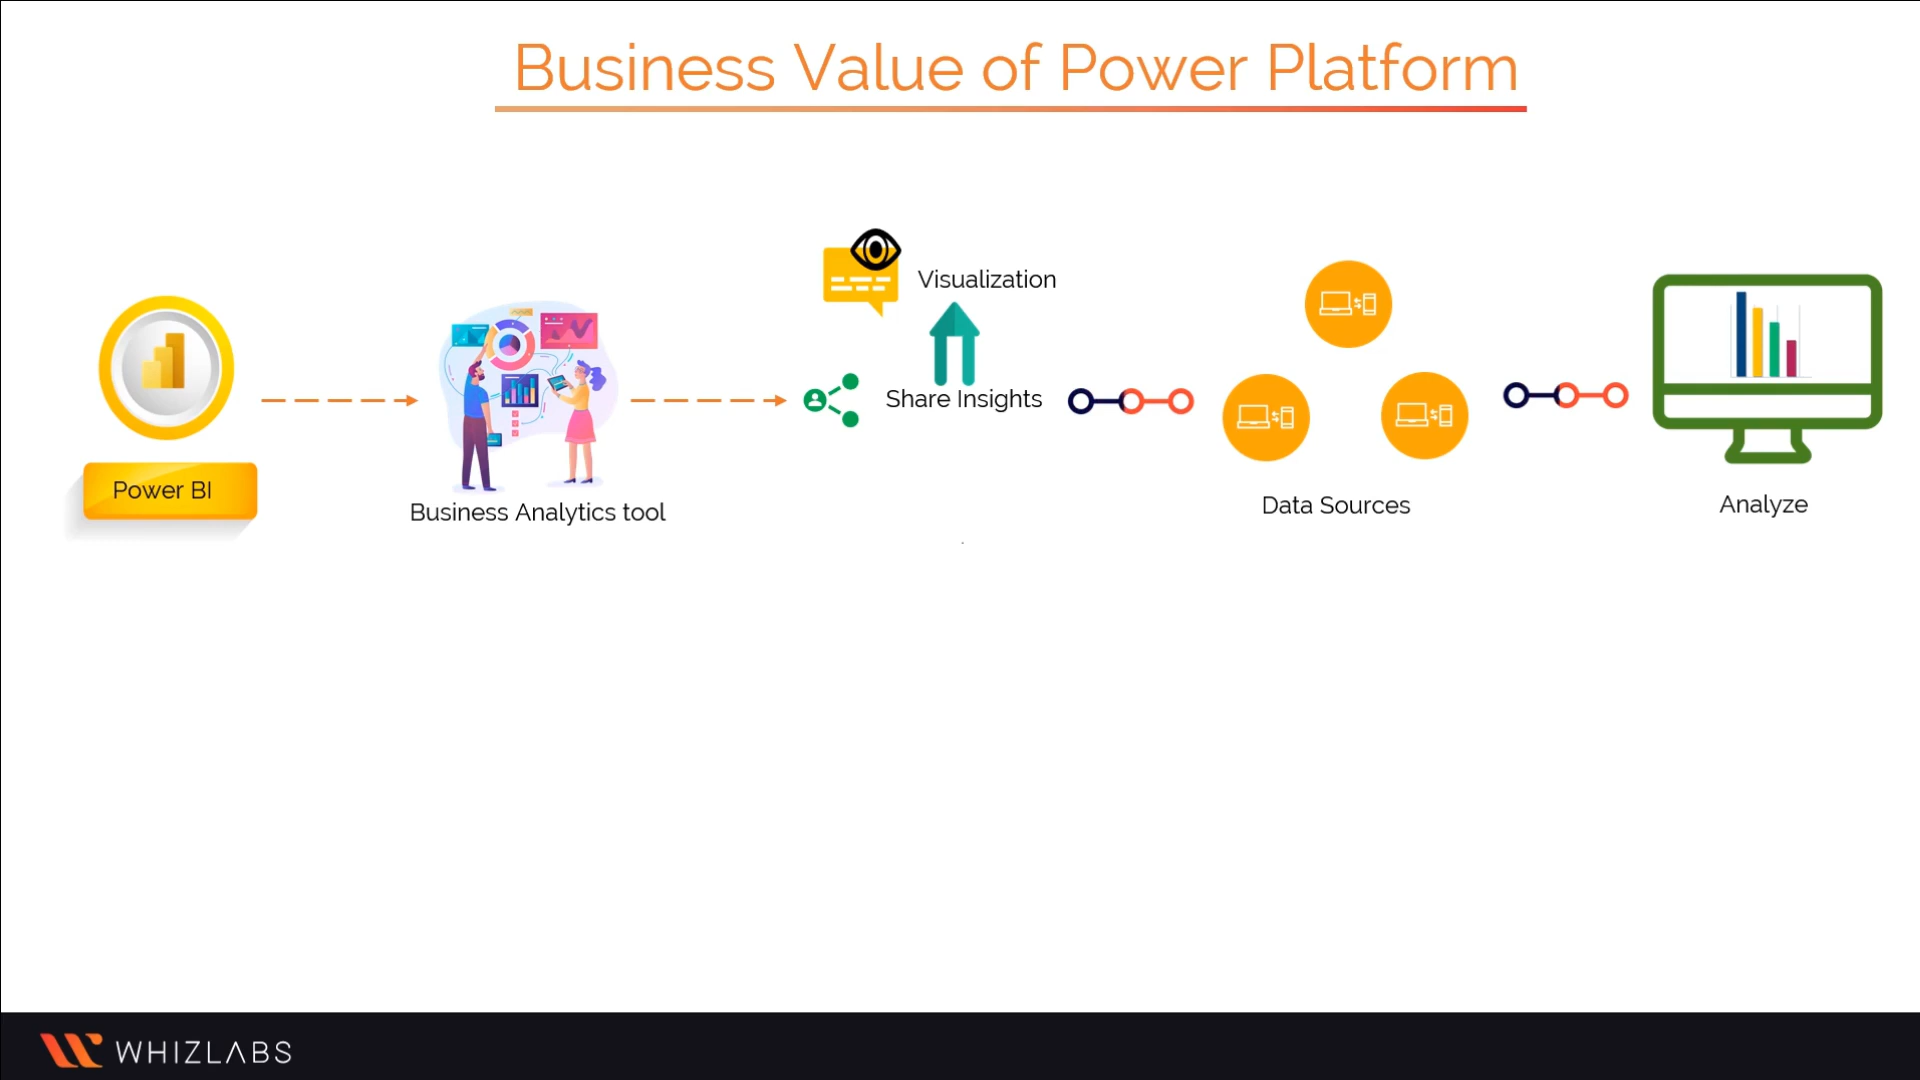 Business Value of Power Platform
Visualization
Share Insights
Power BI
Business Analytics tool
Data Sources
Analyze
WHIZLABS